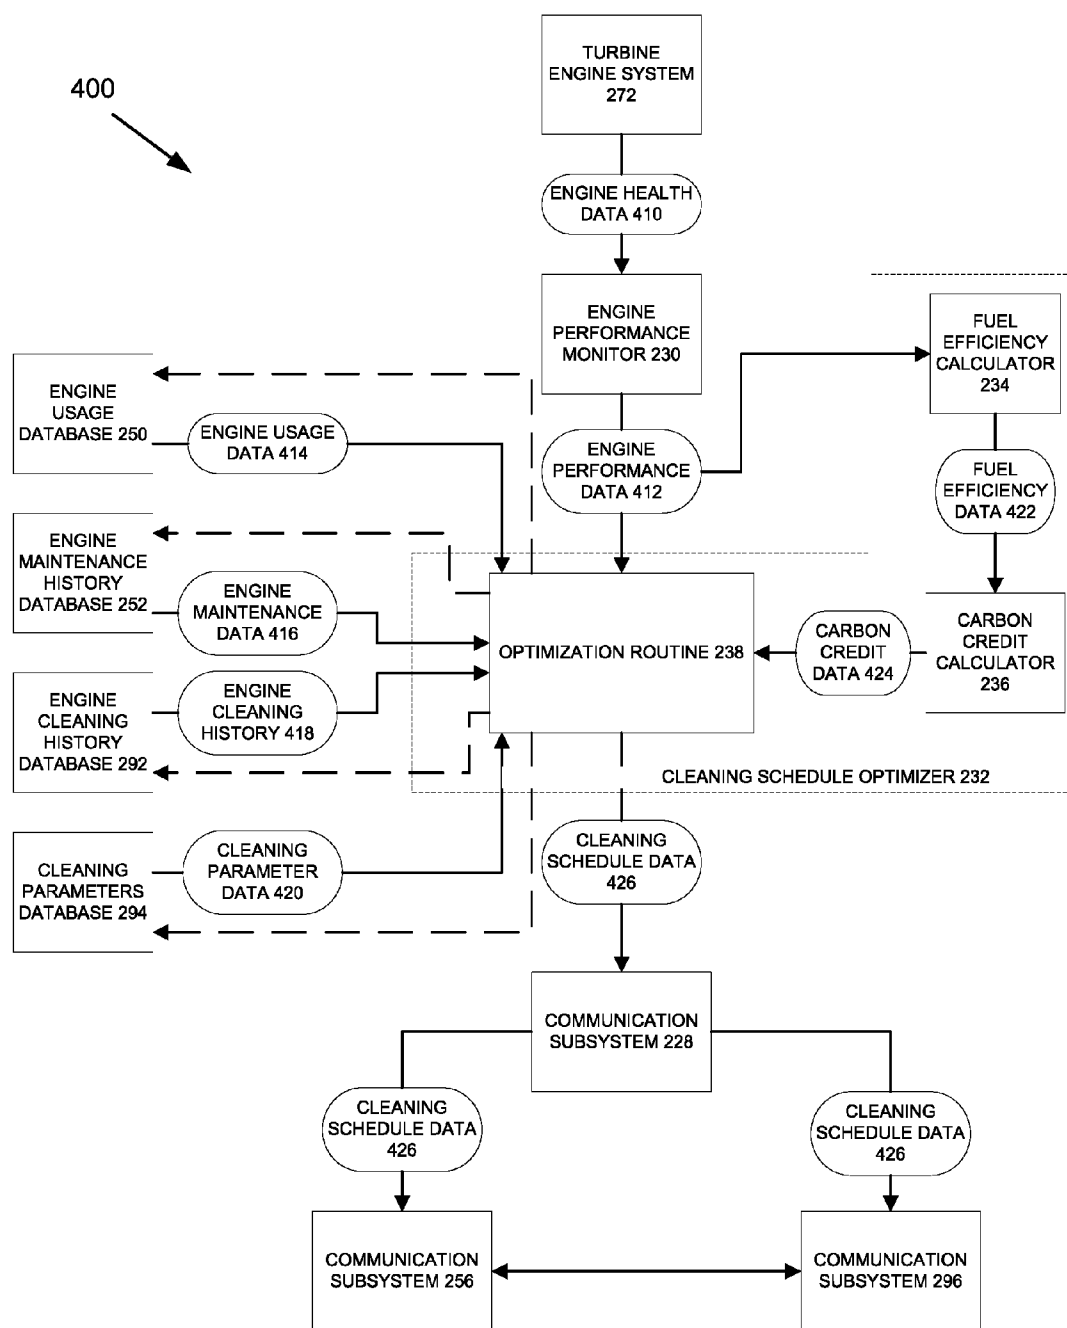 400
TURBINE
ENGINE SYSTEM
272
ENGINE HEALTH
DATA 410
ENGINE
PERFORMANCE
MONITOR 230
FUEL
EFFICIENCY
CALCULATOR
234
ENGINE
USAGE
DATABASE 250
ENGINE USAGE
DATA 414
ENGINE
PERFORMANCE
DATA 412
FUEL
EFFICIENCY
DATA 422
ENGINE
MAINTENANCE
HISTORY
DATABASE 252
ENGINE
MAINTENANCE
DATA 416
OPTIMIZATION ROUTINE 238
CARBON
CREDIT
DATA 424
CARBON
CREDIT
CALCULATOR
236
ENGINE
CLEANING
HISTORY
DATABASE 292
ENGINE
CLEANING
HISTORY 418
CLEANING SCHEDULE OPTIMIZER 232
CLEANING
PARAMETERS
DATABASE 294
CLEANING
PARAMETER
DATA 420
CLEANING
SCHEDULE DATA
426
COMMUNICATION
SUBSYSTEM 228
CLEANING
SCHEDULE DATA
426
CLEANING
SCHEDULE DATA
426
COMMUNICATION
SUBSYSTEM 256
COMMUNICATION
SUBSYSTEM 296